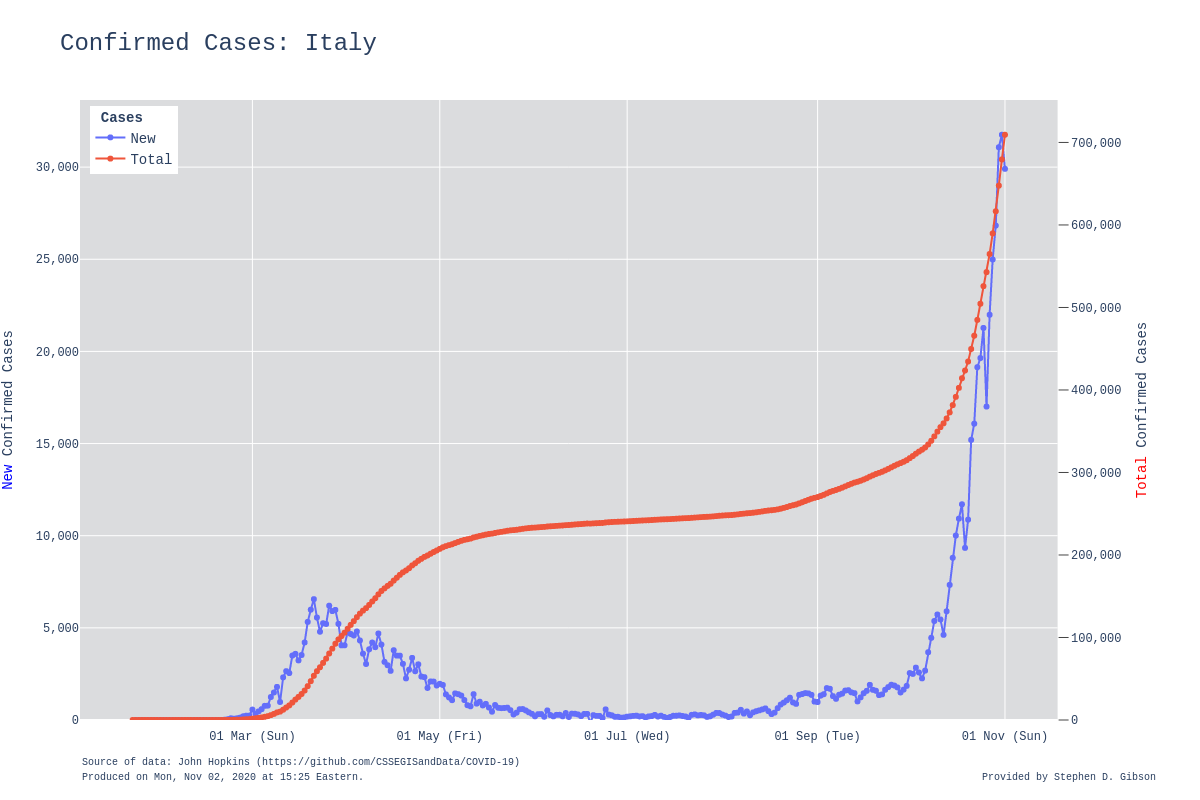 Confirmed Cases: Italy
Cases
New
Total
30,000
25,000
20,000
15,000
10,000
5,000
0
New Confirmed Cases
700,000
600,000
500,000
400,000
300,000
200,000
100,000
0
Total Confirmed Cases
01 Mar (Sun)
01 May (Fri)
01 Jul (Wed)
01 Sep (Tue)
01 Nov (Sun)
Source of data: John Hopkins (https://github.com/CSSEGISandData/COVID-19)
Produced on Mon, Nov 02, 2020 at 15:25 Eastern.
Provided by Stephen D. Gibson